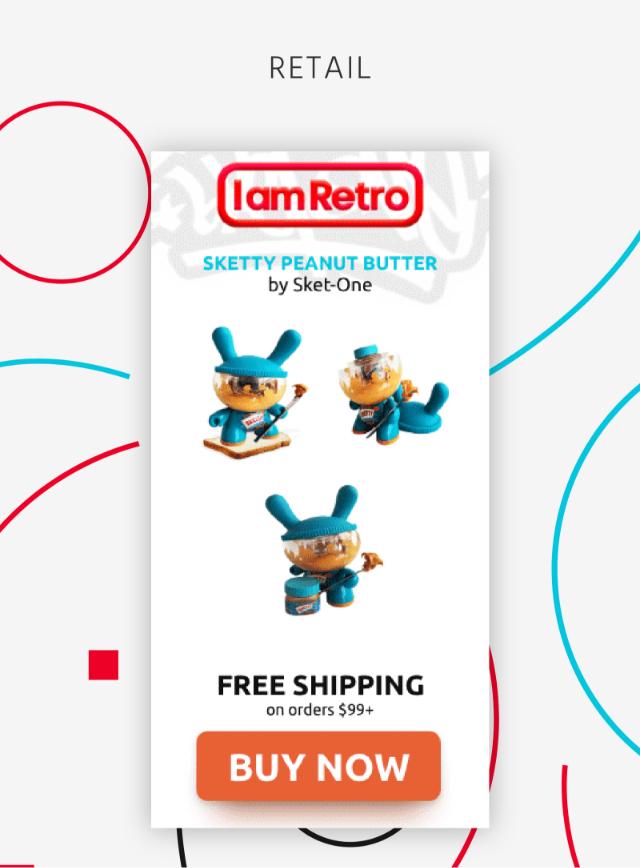 RETAIL
I am Retro
SKETTY PEANUT BUTTER
by Sket-One
FREE SHIPPING
on orders $99+
BUY NOW